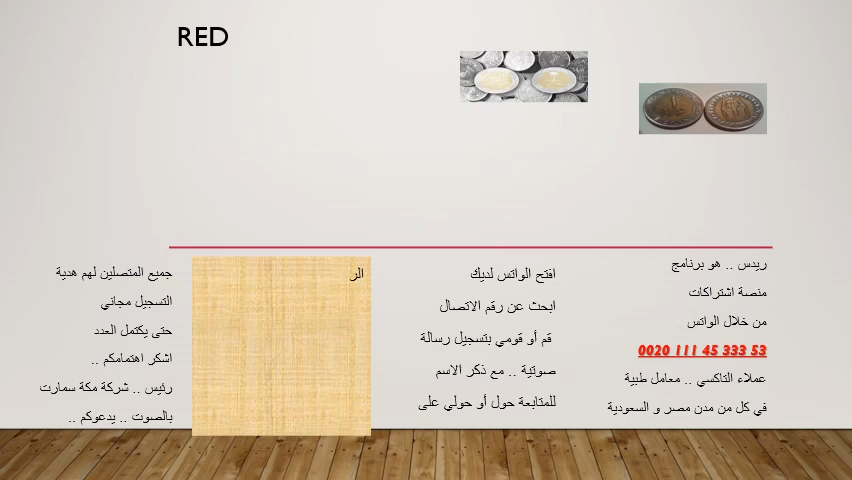 RED
ريدس .. هو برنامج
منصة اشتراكات
من خلال الواتس
0020 111 45 333 53
عملاء التاكسي .. معامل طبية
في كل من مدن مصر و السعودية
افتح الواتس لديك
ابحث عن رقم الاتصال
قم أو قومي بتسجيل رسالة
صوتية .. مع ذكر الاسم
للمتابعة حول أو حولي على
الر
جميع المتصلين لهم هدية
التسجيل مجاني
حتى يكتمل العدد
اشكر اهتمامكم ..
رئيس .. شركة مكة سمارت
بالصوت .. يدعوكم ..